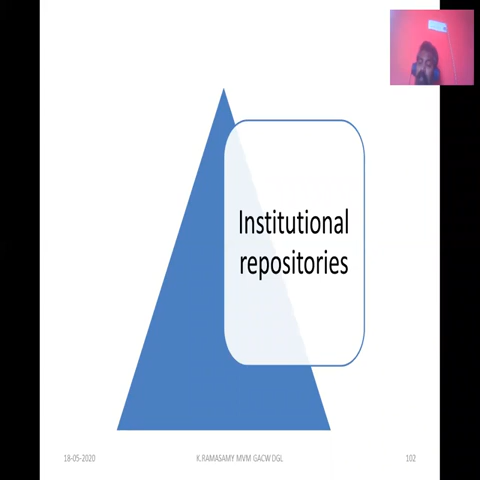 Institutional
repositories
18-05-2020
K.RAMASAMY MVM GACW DGL
102